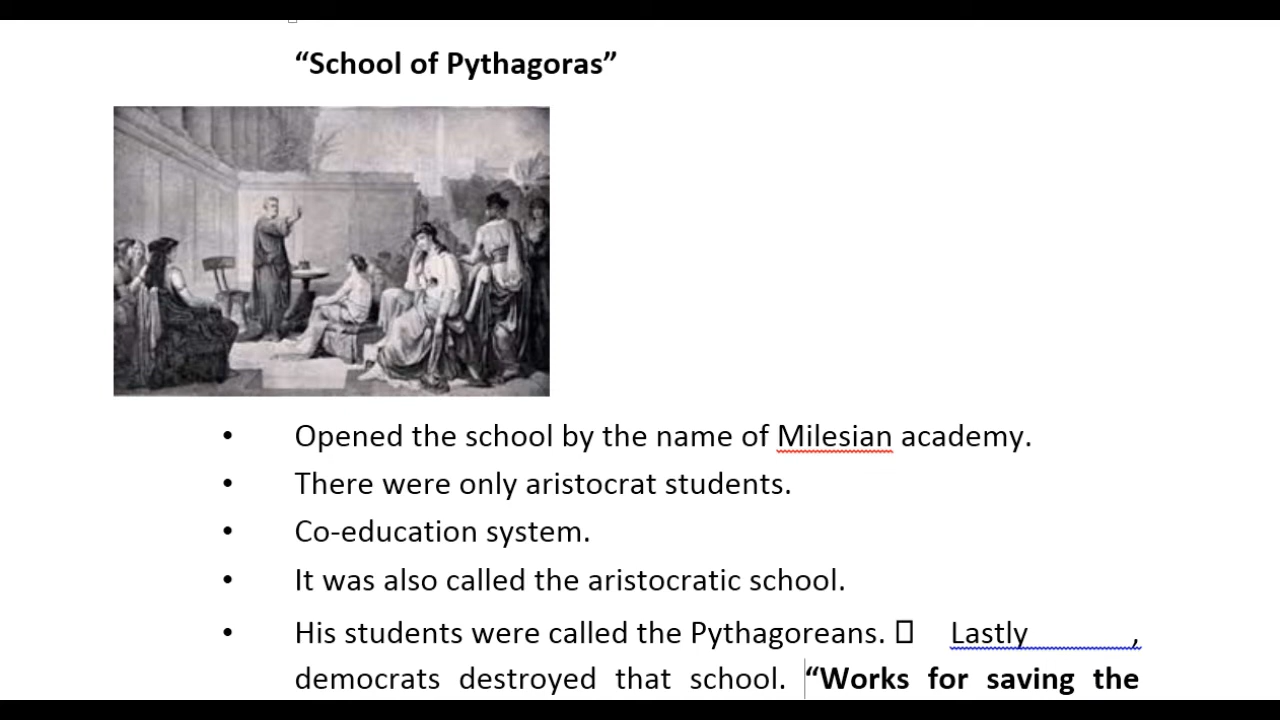 “School of Pythagoras”
• Opened the school by the name of Milesian academy.
• There were only aristocrat students.
• Co-education system.
• It was also called the aristocratic school.
• His students were called the Pythagoreans. 󠄀▯ Lastly ,
democrats destroyed that school. “Works for saving the